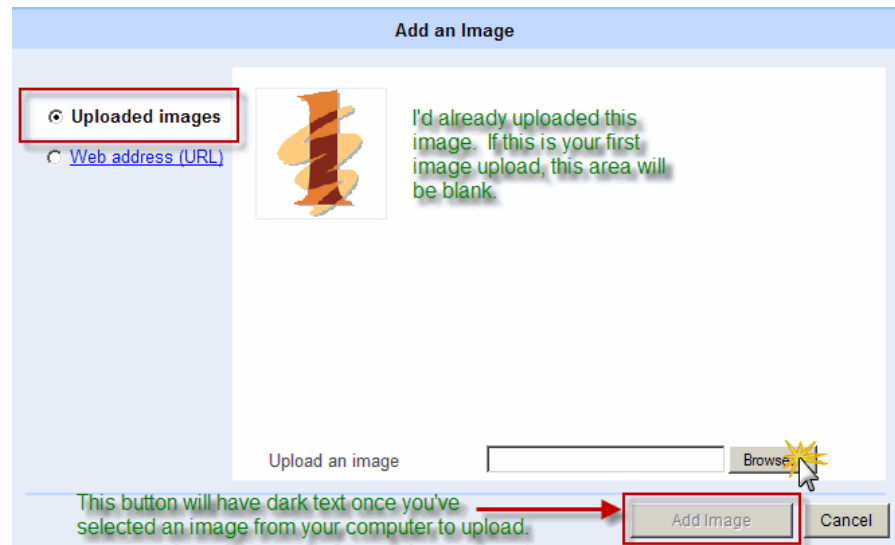 Add an Image
Uploaded images
Web address (URL)
I'd already uploaded this
image. If this is your first
image upload, this area will
be blank.
Upload an image
Browse
This button will have dark text once you've
selected an image from your computer to upload.
Add Image
Cancel